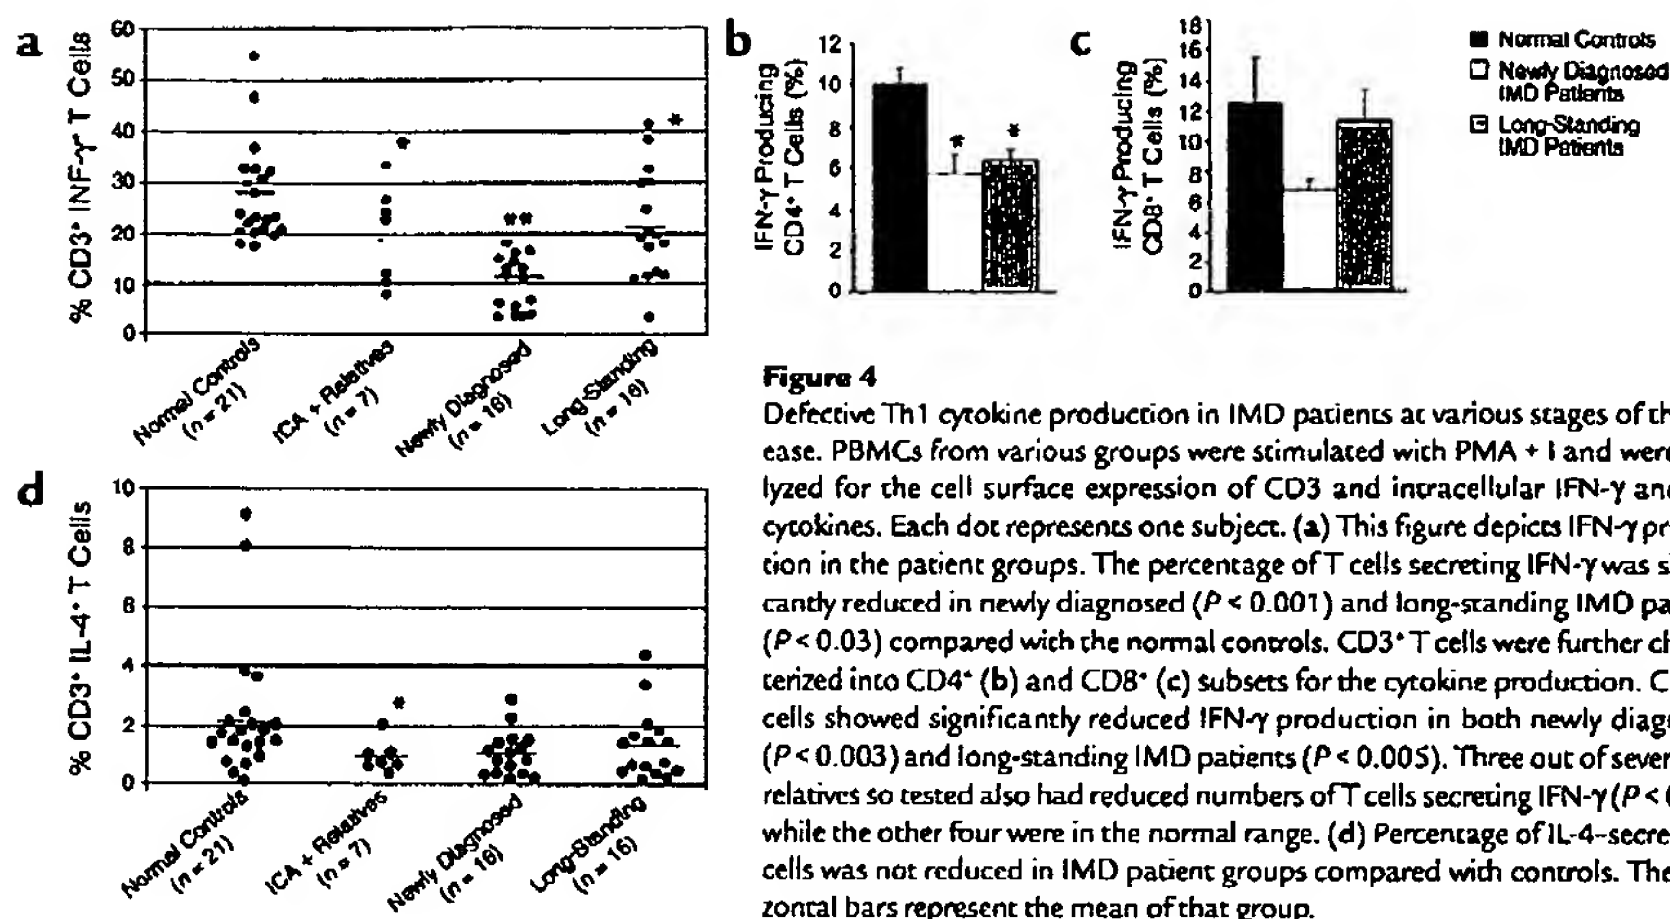 a
% CD3⁺ INF-γ⁺ T Cells
60
50
40
30
20
10
0
*
**
*
Normal Controls
(n = 21)
ICA + Relatives
(n = 7)
Newly Diagnosed
(n = 16)
Long-Standing
(n = 16)
b
IFN-γ Producing
CD4⁺ T Cells (%)
12
10
8
6
4
2
0
*
*
c
IFN-γ Producing
CD8⁺ T Cells (%)
18
16
14
12
10
8
6
4
2
0
Normal Controls
Newly Diagnosed
IMD Patients
Long-Standing
IMD Patients
d
% CD3⁺ IL-4⁺ T Cells
10
8
6
4
2
0
*
Normal Controls
(n = 21)
ICA + Relatives
(n = 7)
Newly Diagnosed
(n = 16)
Long-Standing
(n = 16)
Figure 4
Defective Th1 cytokine production in IMD patients at various stages of th
ease. PBMCs from various groups were stimulated with PMA + I and were
lyzed for the cell surface expression of CD3 and intracellular IFN-γ and
cytokines. Each dot represents one subject. (a) This figure depicts IFN-γ pr
tion in the patient groups. The percentage of T cells secreting IFN-γ was s
cantly reduced in newly diagnosed (P < 0.001) and long-standing IMD pa
(P < 0.03) compared with the normal controls. CD3⁺ T cells were further ch
terized into CD4⁺ (b) and CD8⁺ (c) subsets for the cytokine production. C
cells showed significantly reduced IFN-γ production in both newly diagn
(P < 0.003) and long-standing IMD patients (P < 0.005). Three out of seven
relatives so tested also had reduced numbers of T cells secreting IFN-γ (P <
while the other four were in the normal range. (d) Percentage of IL-4–secre
cells was not reduced in IMD patient groups compared with controls. The
zontal bars represent the mean of that group.